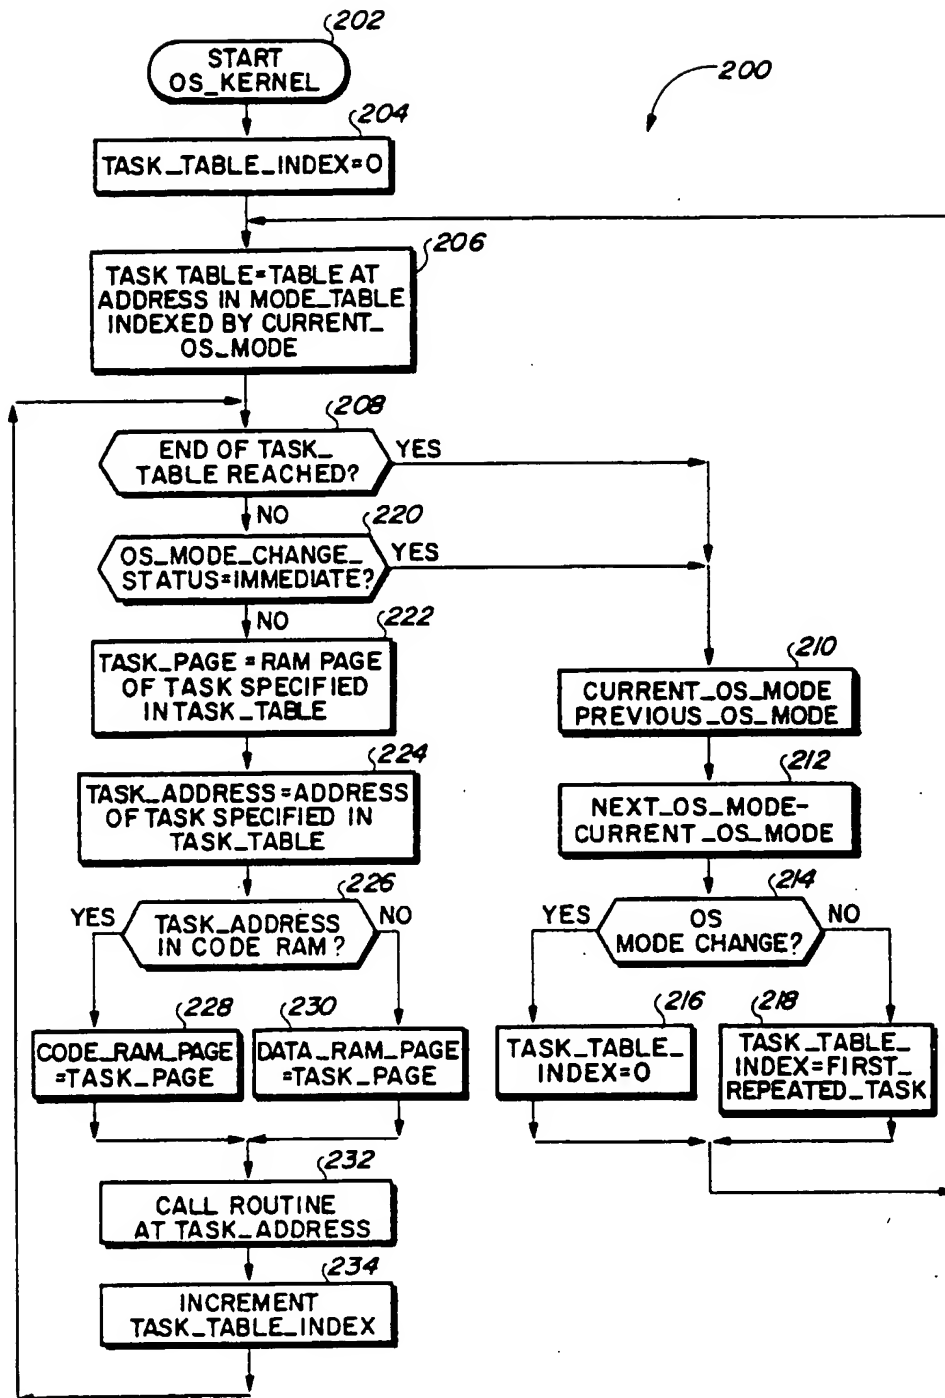 202
START
OS_KERNEL
200
204
TASK_TABLE_INDEX=0
206
TASK TABLE=TABLE AT
ADDRESS IN MODE_TABLE
INDEXED BY CURRENT_
OS_MODE
208
END OF TASK_
TABLE REACHED?
YES
NO
220
OS_MODE_CHANGE_
STATUS=IMMEDIATE?
YES
NO
222
TASK_PAGE=RAM PAGE
OF TASK SPECIFIED
IN TASK_TABLE
224
TASK_ADDRESS=ADDRESS
OF TASK SPECIFIED IN
TASK_TABLE
226
YES
TASK_ADDRESS
IN CODE RAM?
NO
228
CODE_RAM_PAGE
=TASK_PAGE
230
DATA_RAM_PAGE
=TASK_PAGE
232
CALL ROUTINE
AT TASK_ADDRESS
234
INCREMENT
TASK_TABLE_INDEX
210
CURRENT_OS_MODE
PREVIOUS_OS_MODE
212
NEXT_OS_MODE-
CURRENT_OS_MODE
214
YES
OS
MODE CHANGE?
NO
216
TASK_TABLE_
INDEX=0
218
TASK_TABLE_
INDEX=FIRST_
REPEATED_TASK